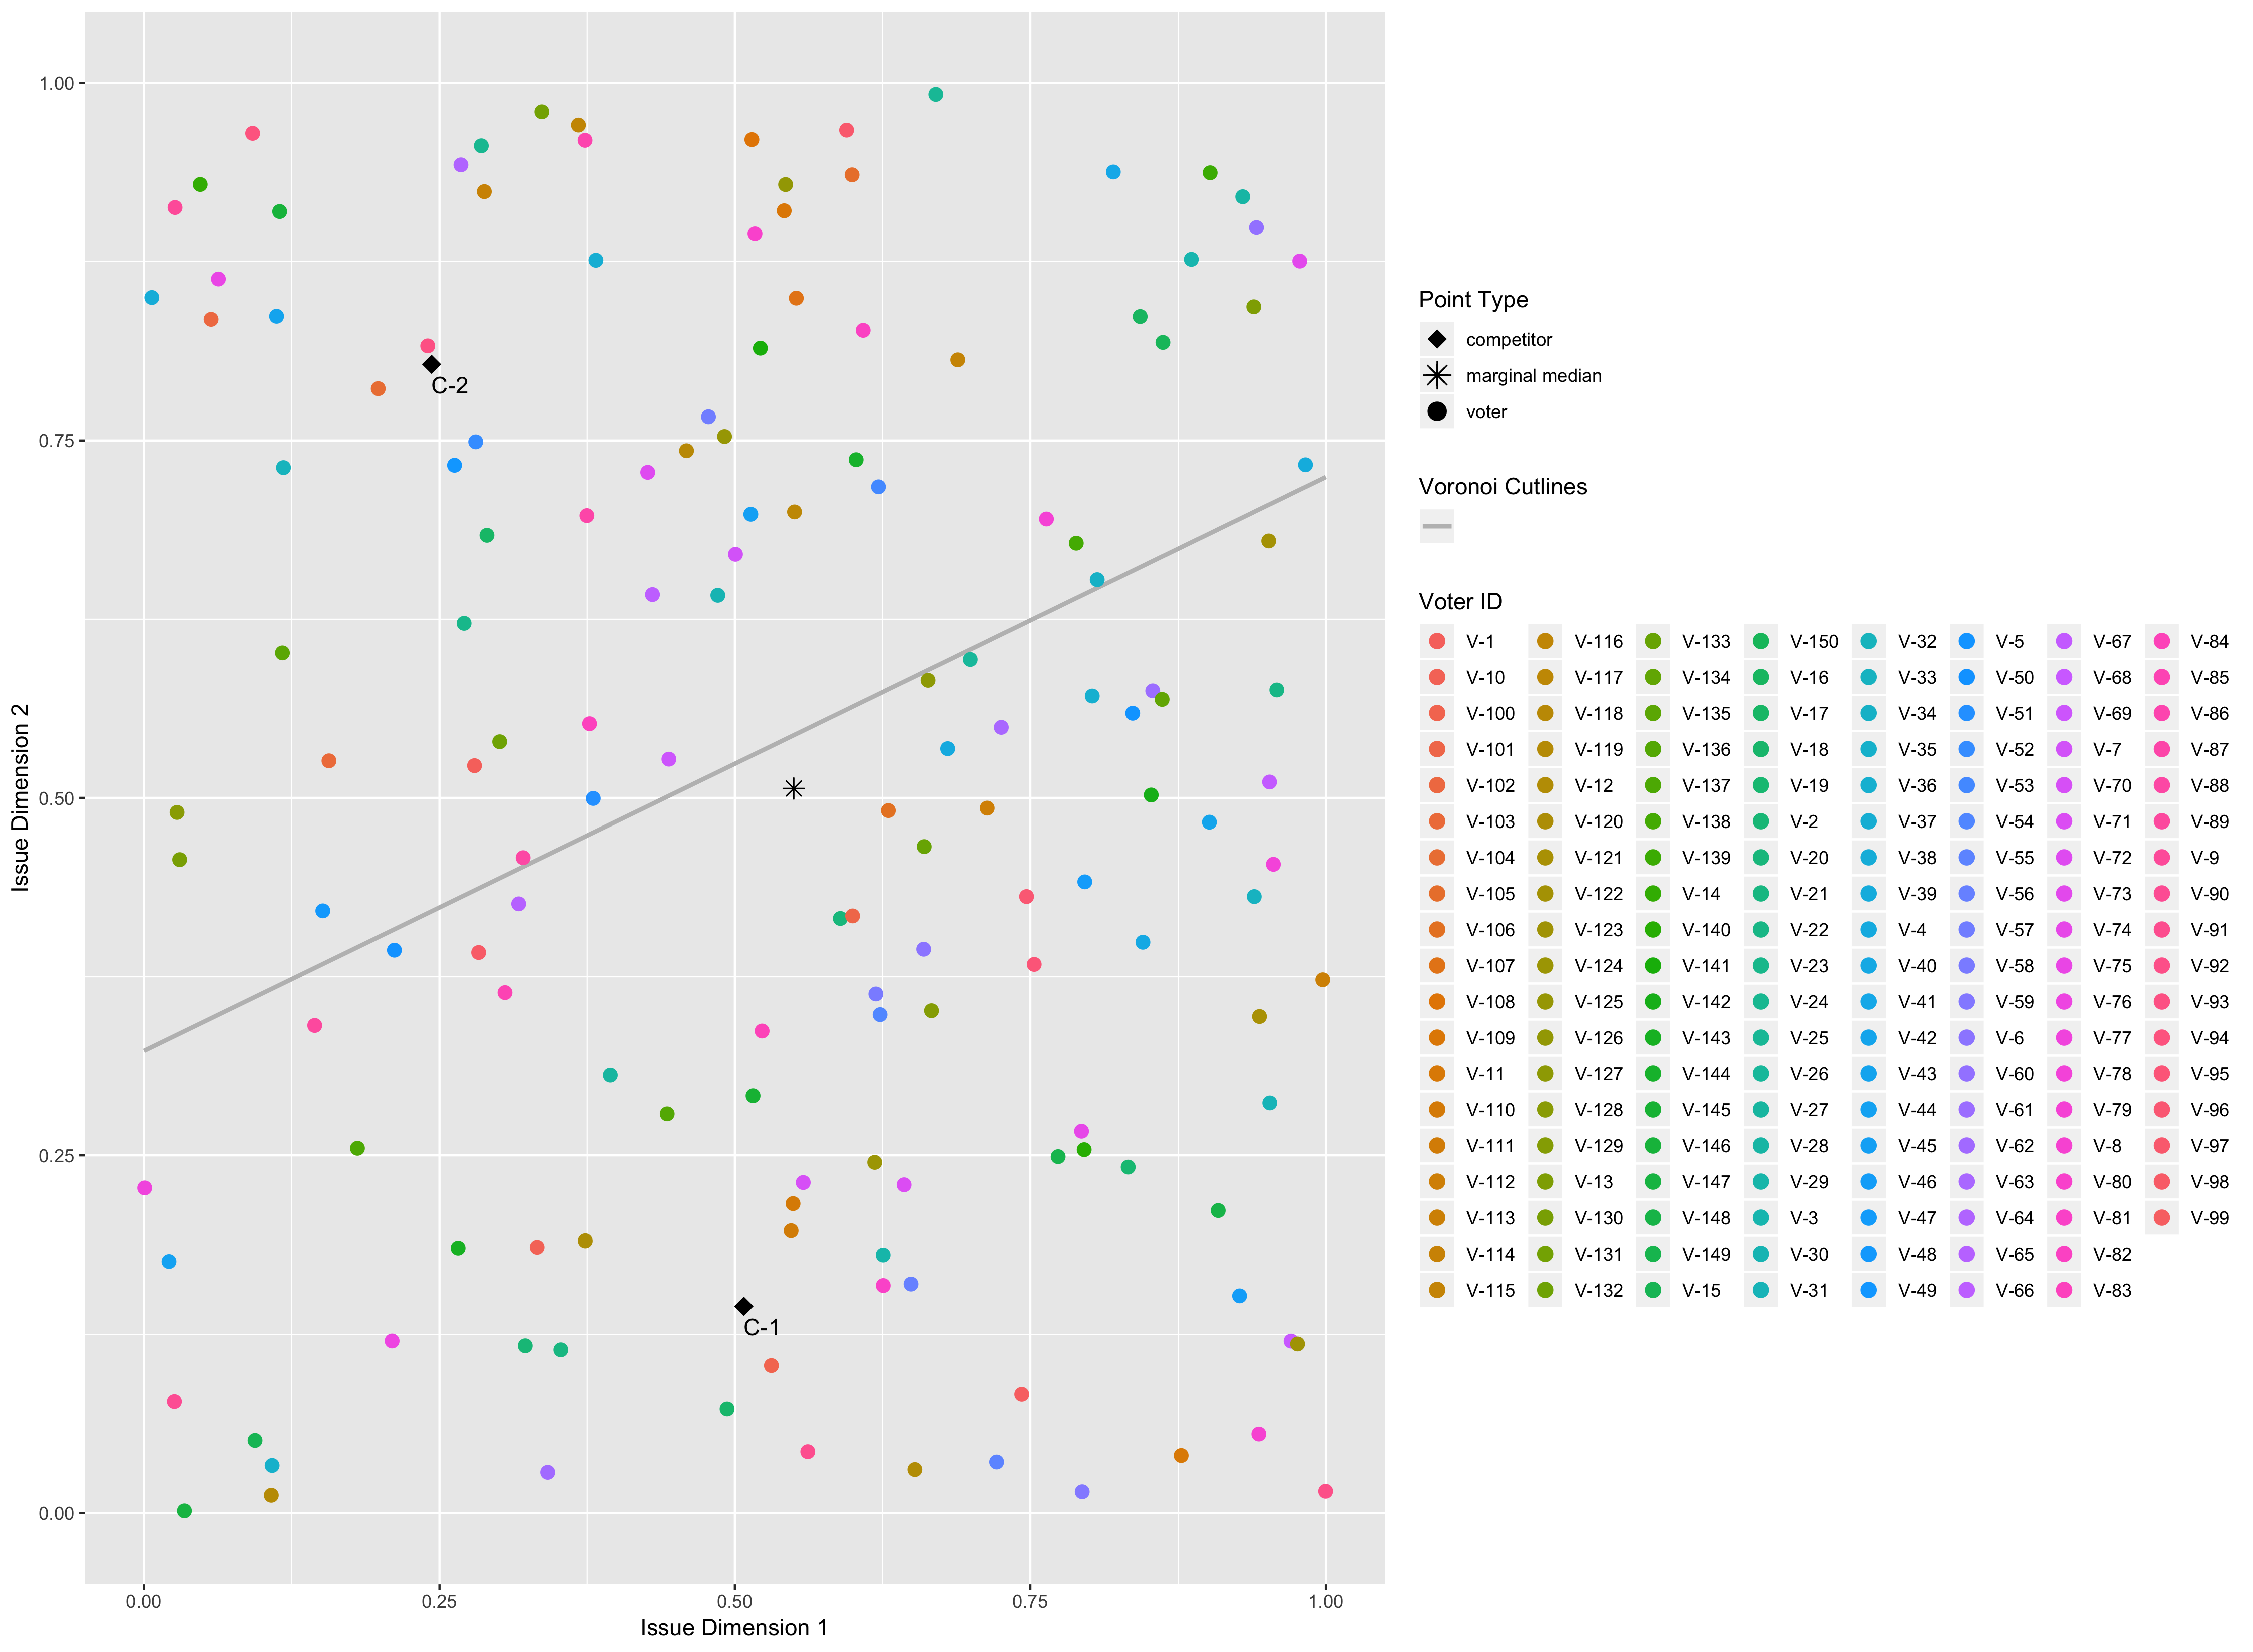 1.00
0.75
0.50
0.25
0.00
Issue Dimension 2
C-2
C-1
0.00 0.25 0.50 0.75 1.00
Issue Dimension 1
Point Type
competitor
marginal median
voter
Voronoi Cutlines
Voter ID
V-1 V-116 V-133 V-150 V-32 V-5 V-67 V-84
V-10 V-117 V-134 V-16 V-33 V-50 V-68 V-85
V-100 V-118 V-135 V-17 V-34 V-51 V-69 V-86
V-101 V-119 V-136 V-18 V-35 V-52 V-7 V-87
V-102 V-12 V-137 V-19 V-36 V-53 V-70 V-88
V-103 V-120 V-138 V-2 V-37 V-54 V-71 V-89
V-104 V-121 V-139 V-20 V-38 V-55 V-72 V-9
V-105 V-122 V-14 V-21 V-39 V-56 V-73 V-90
V-106 V-123 V-140 V-22 V-4 V-57 V-74 V-91
V-107 V-124 V-141 V-23 V-40 V-58 V-75 V-92
V-108 V-125 V-142 V-24 V-41 V-59 V-76 V-93
V-109 V-126 V-143 V-25 V-42 V-6 V-77 V-94
V-11 V-127 V-144 V-26 V-43 V-60 V-78 V-95
V-110 V-128 V-145 V-27 V-44 V-61 V-79 V-96
V-111 V-129 V-146 V-28 V-45 V-62 V-8 V-97
V-112 V-13 V-147 V-29 V-46 V-63 V-80 V-98
V-113 V-130 V-148 V-3 V-47 V-64 V-81 V-99
V-114 V-131 V-149 V-30 V-48 V-65 V-82
V-115 V-132 V-15 V-31 V-49 V-66 V-83